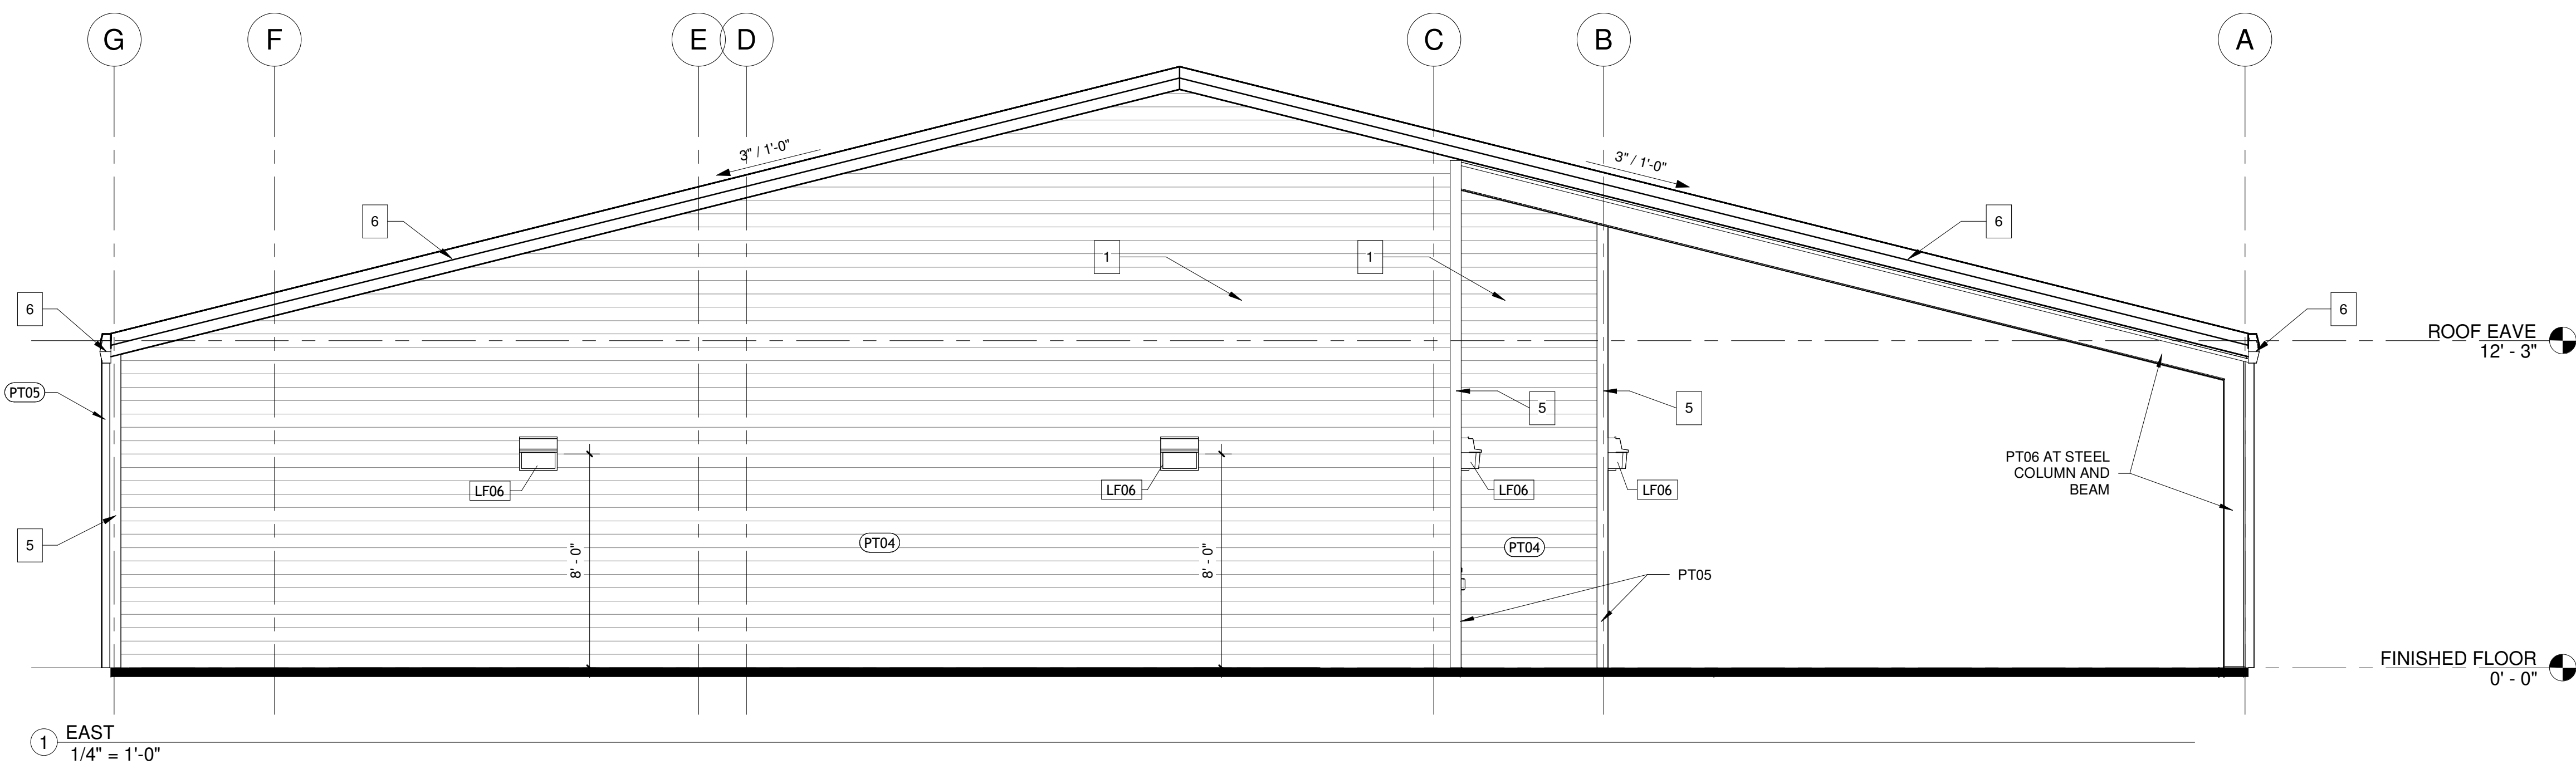 G
F
E
D
C
B
A
3" / 1'-0"
3" / 1'-0"
6
6
1
1
6
6
ROOF EAVE
12' - 3"
PT05
5
5
PT06 AT STEEL
COLUMN AND
BEAM
LF06
LF06
LF06
LF06
5
PT04
PT04
8' - 0"
8' - 0"
PT05
FINISHED FLOOR
0' - 0"
1
EAST
1/4" = 1'-0"